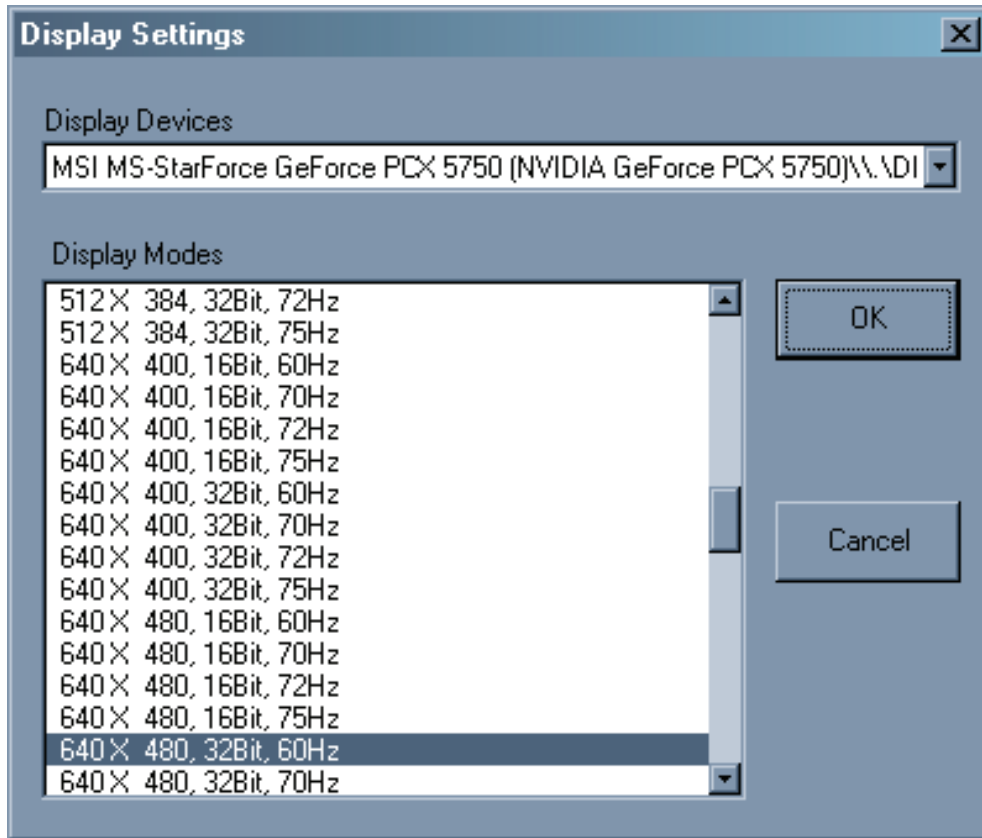 Display Settings
Display Devices
MSI MS-StarForce GeForce PCX 5750 (NVIDIA GeForce PCX 5750)\\.\DI
Display Modes
512 X 384, 32Bit, 72Hz
512 X 384, 32Bit, 75Hz
640 X 400, 16Bit, 60Hz
640 X 400, 16Bit, 70Hz
640 X 400, 16Bit, 72Hz
640 X 400, 16Bit, 75Hz
640 X 400, 32Bit, 60Hz
640 X 400, 32Bit, 70Hz
640 X 400, 32Bit, 72Hz
640 X 400, 32Bit, 75Hz
640 X 480, 16Bit, 60Hz
640 X 480, 16Bit, 70Hz
640 X 480, 16Bit, 72Hz
640 X 480, 16Bit, 75Hz
640 X 480, 32Bit, 60Hz
640 X 480, 32Bit, 70Hz
OK
Cancel